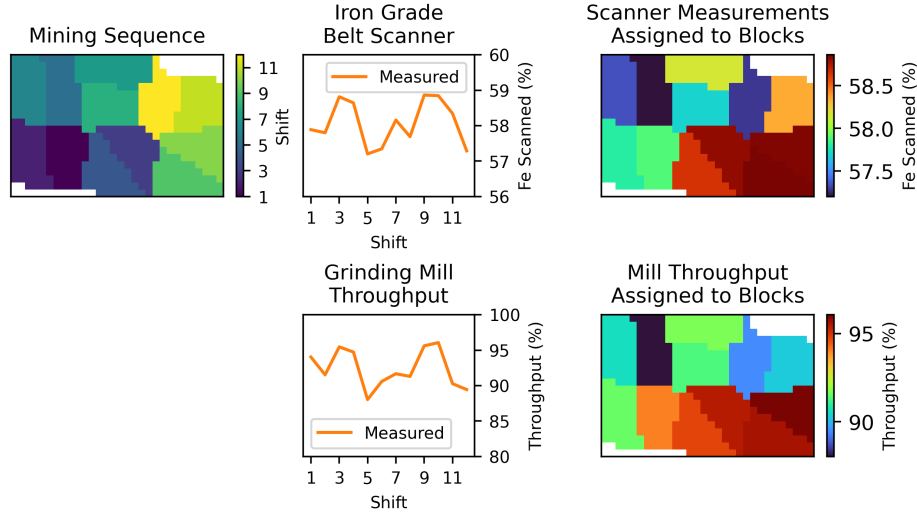 Mining Sequence
11
9
7
5
3
1
Shift
Iron Grade
Belt Scanner
Measured
60
59
58
57
56
Fe Scanned (%)
1 3 5 7 9 11
Shift
Scanner Measurements
Assigned to Blocks
58.5
58.0
57.5
Fe Scanned (%)
Grinding Mill
Throughput
Measured
100
95
90
85
80
Throughput (%)
1 3 5 7 9 11
Shift
Mill Throughput
Assigned to Blocks
95
90
Throughput (%)